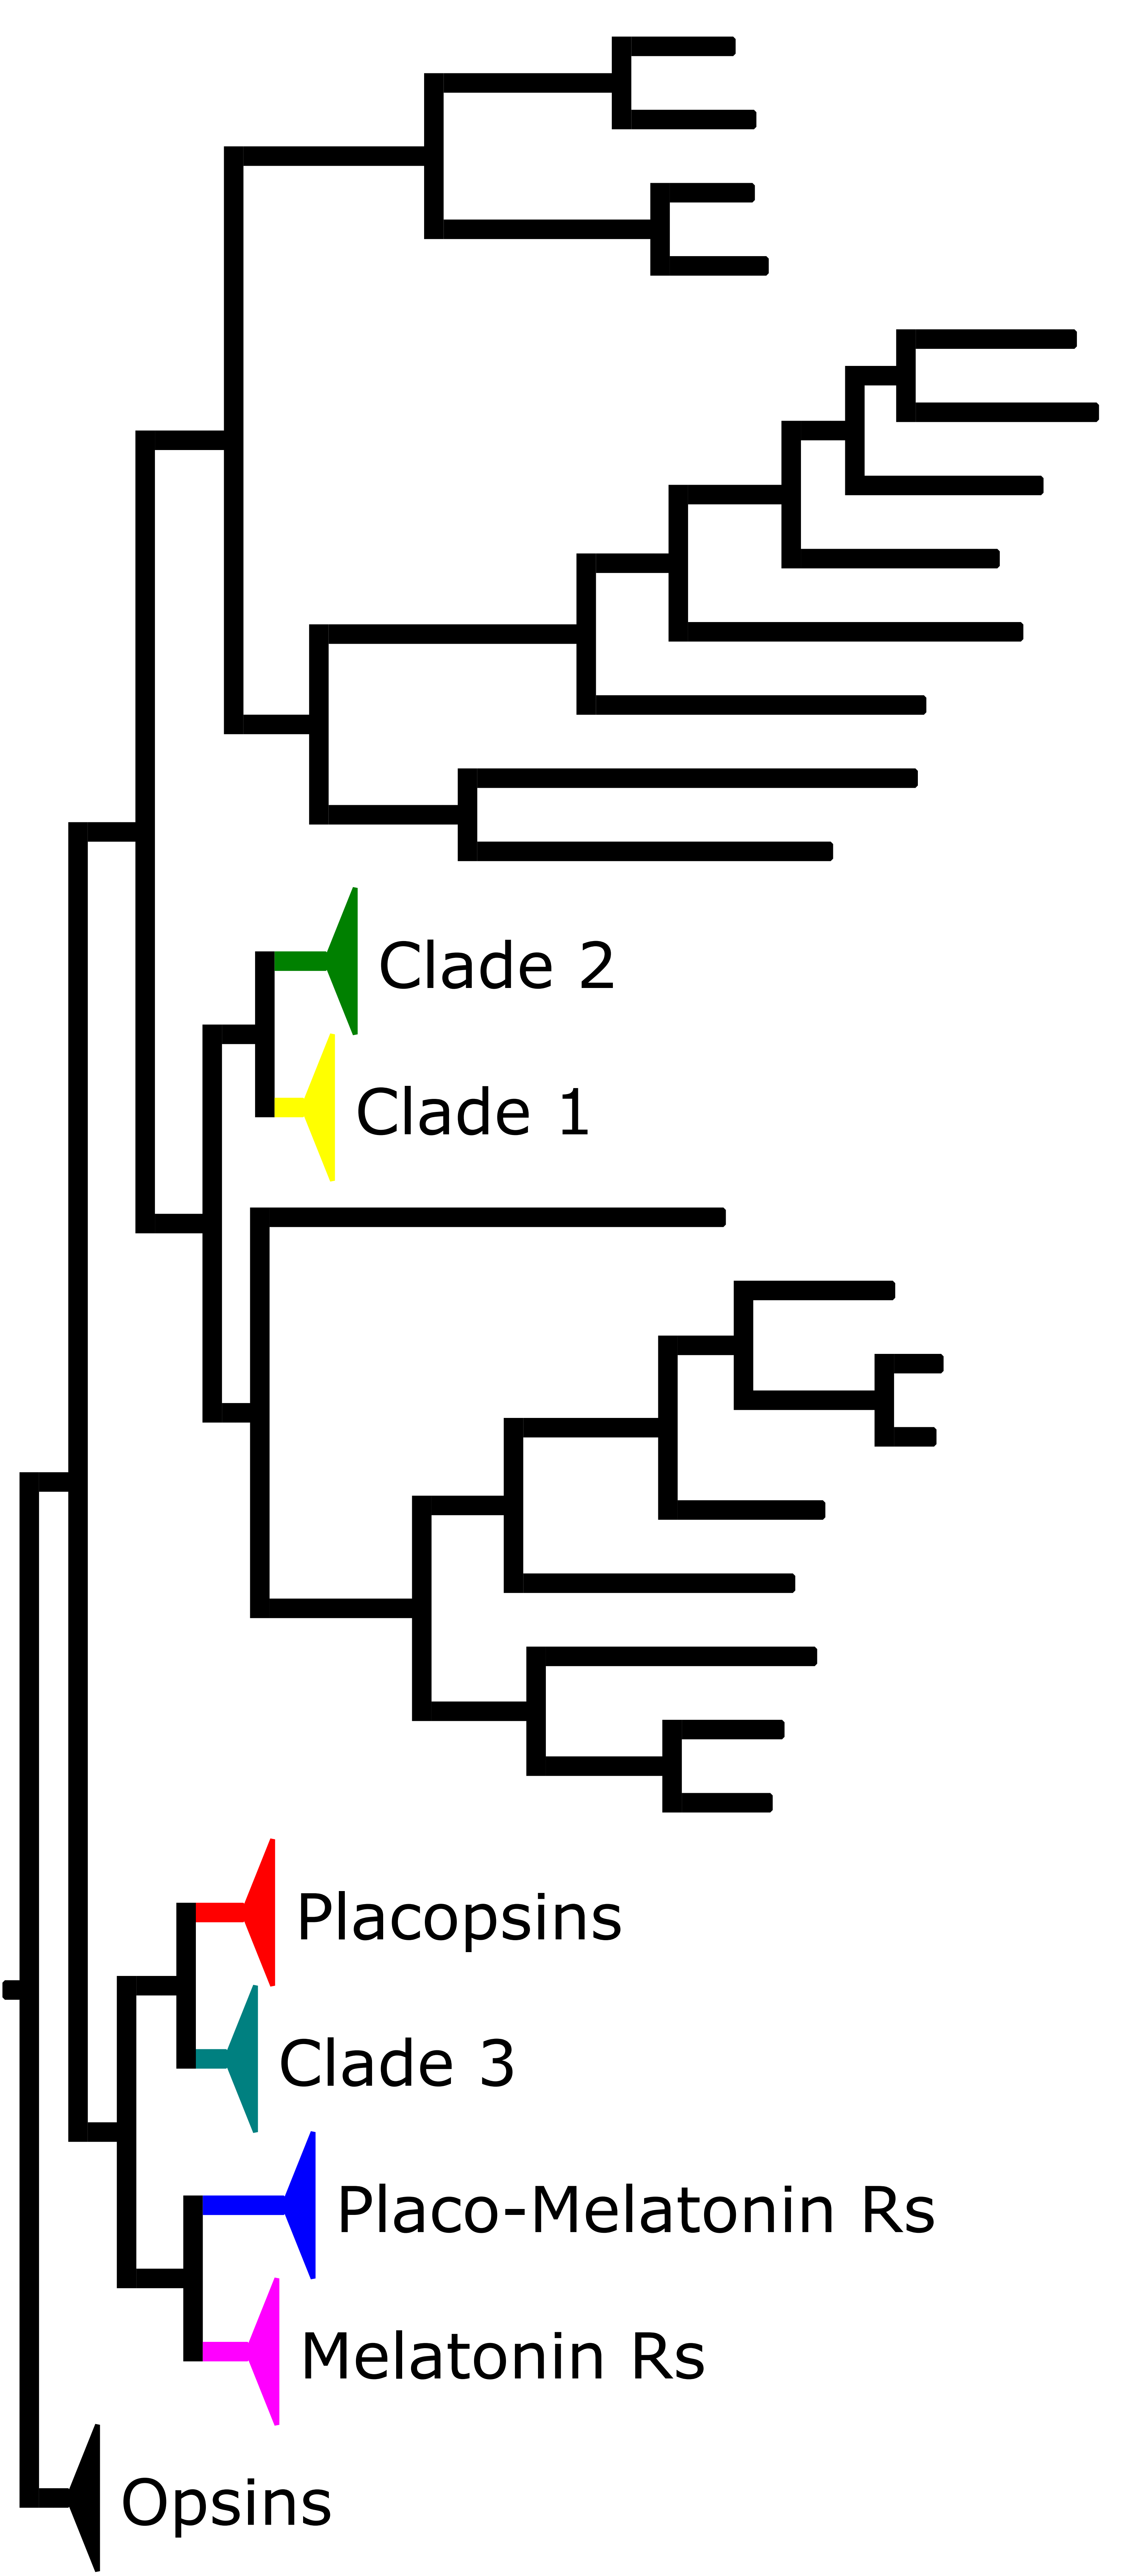 Clade 2
Clade 1
Placopsins
Clade 3
Placo-Melatonin Rs
Melatonin Rs
Opsins